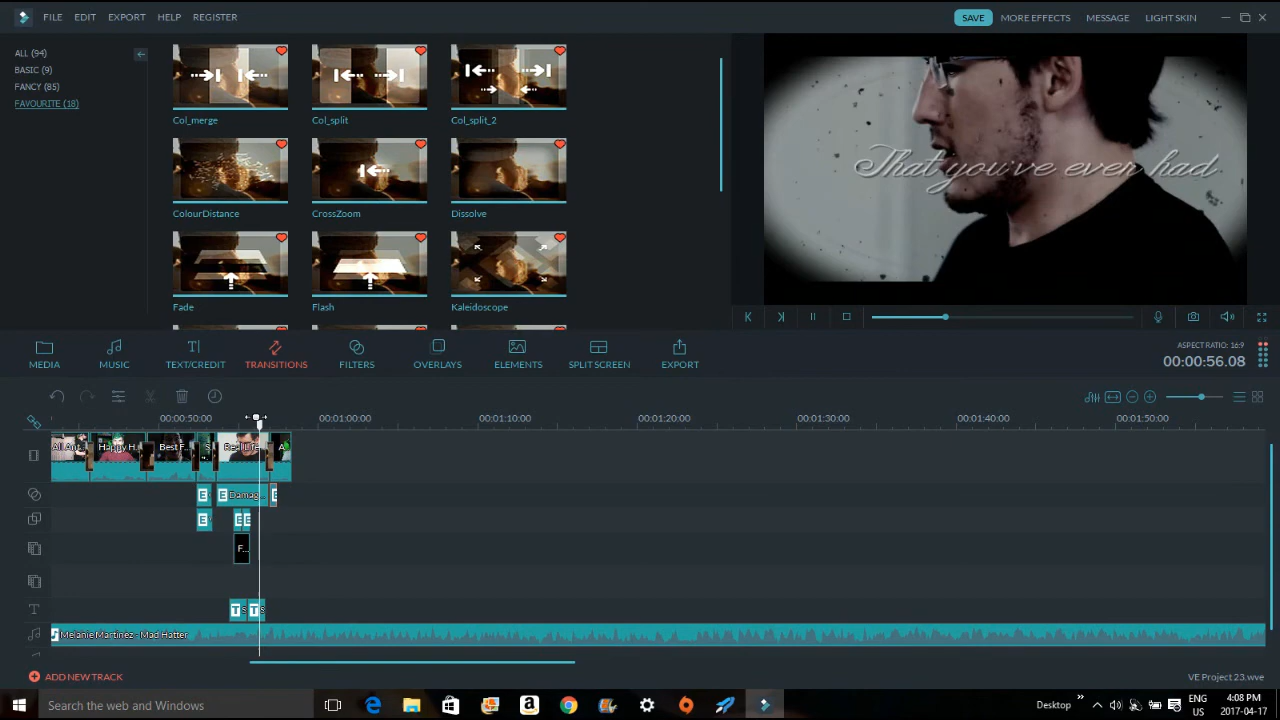 FILE EDIT EXPORT HELP REGISTER
SAVE MORE EFFECTS MESSAGE LIGHT SKIN
ALL (94)
BASIC (9)
FANCY (85)
FAVOURITE (18)
Col_merge Col_split Col_split_2
ColourDistance CrossZoom Dissolve
Fade Flash Kaleidoscope
That you've ever had
MEDIA MUSIC TEXT/CREDIT TRANSITIONS FILTERS OVERLAYS ELEMENTS SPLIT SCREEN EXPORT
ASPECT RATIO: 16:9
00:00:56.08
00:00:50:00 00:01:00:00 00:01:10:00 00:01:20:00 00:01:30:00 00:01:40:00 00:01:50:00
Happy H... Best F... S Real Life A
E E Damag... E
E E E
F...
T S T S
Melanie Martinez - Mad Hatter
ADD NEW TRACK
VE Project 23.wve
Search the web and Windows
Desktop
ENG
US
4:08 PM
2017-04-17